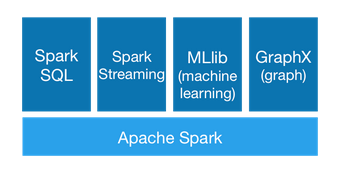 Spark
SQL
Spark
Streaming
MLlib
(machine
learning)
GraphX
(graph)
Apache Spark